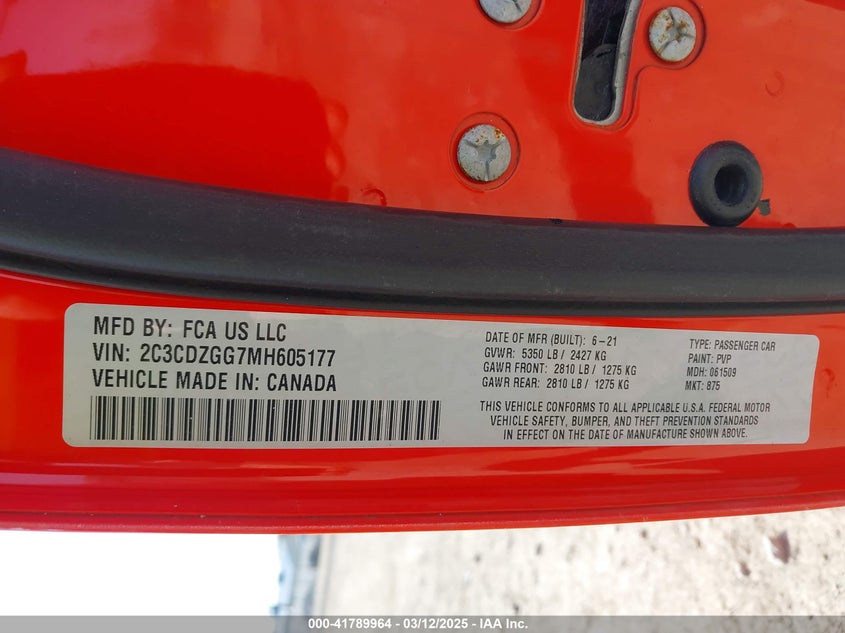 MFD BY: FCA US LLC
VIN: 2C3CDZGG7MH605177
VEHICLE MADE IN: CANADA
DATE OF MFR (BUILT): 6-21
GVWR: 5350 LB / 2427 KG
GAWR FRONT: 2810 LB / 1275 KG
GAWR REAR: 2810 LB / 1275 KG
TYPE: PASSENGER CAR
PAINT: PVP
MDH: 061509
MKT: 875
THIS VEHICLE CONFORMS TO ALL APPLICABLE U.S.A. FEDERAL MOTOR
VEHICLE SAFETY, BUMPER, AND THEFT PREVENTION STANDARDS
IN EFFECT ON THE DATE OF MANUFACTURE SHOWN ABOVE.
000-41789964 - 03/12/2025 - IAA Inc.